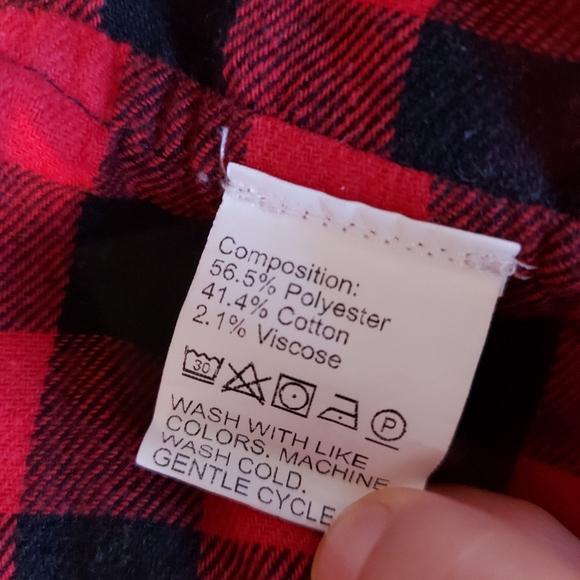 Composition:
56.5% Polyester
41.4% Cotton
2.1% Viscose
30
P
WASH WITH LIKE
COLORS. MACHINE
WASH COLD.
GENTLE CYCLE